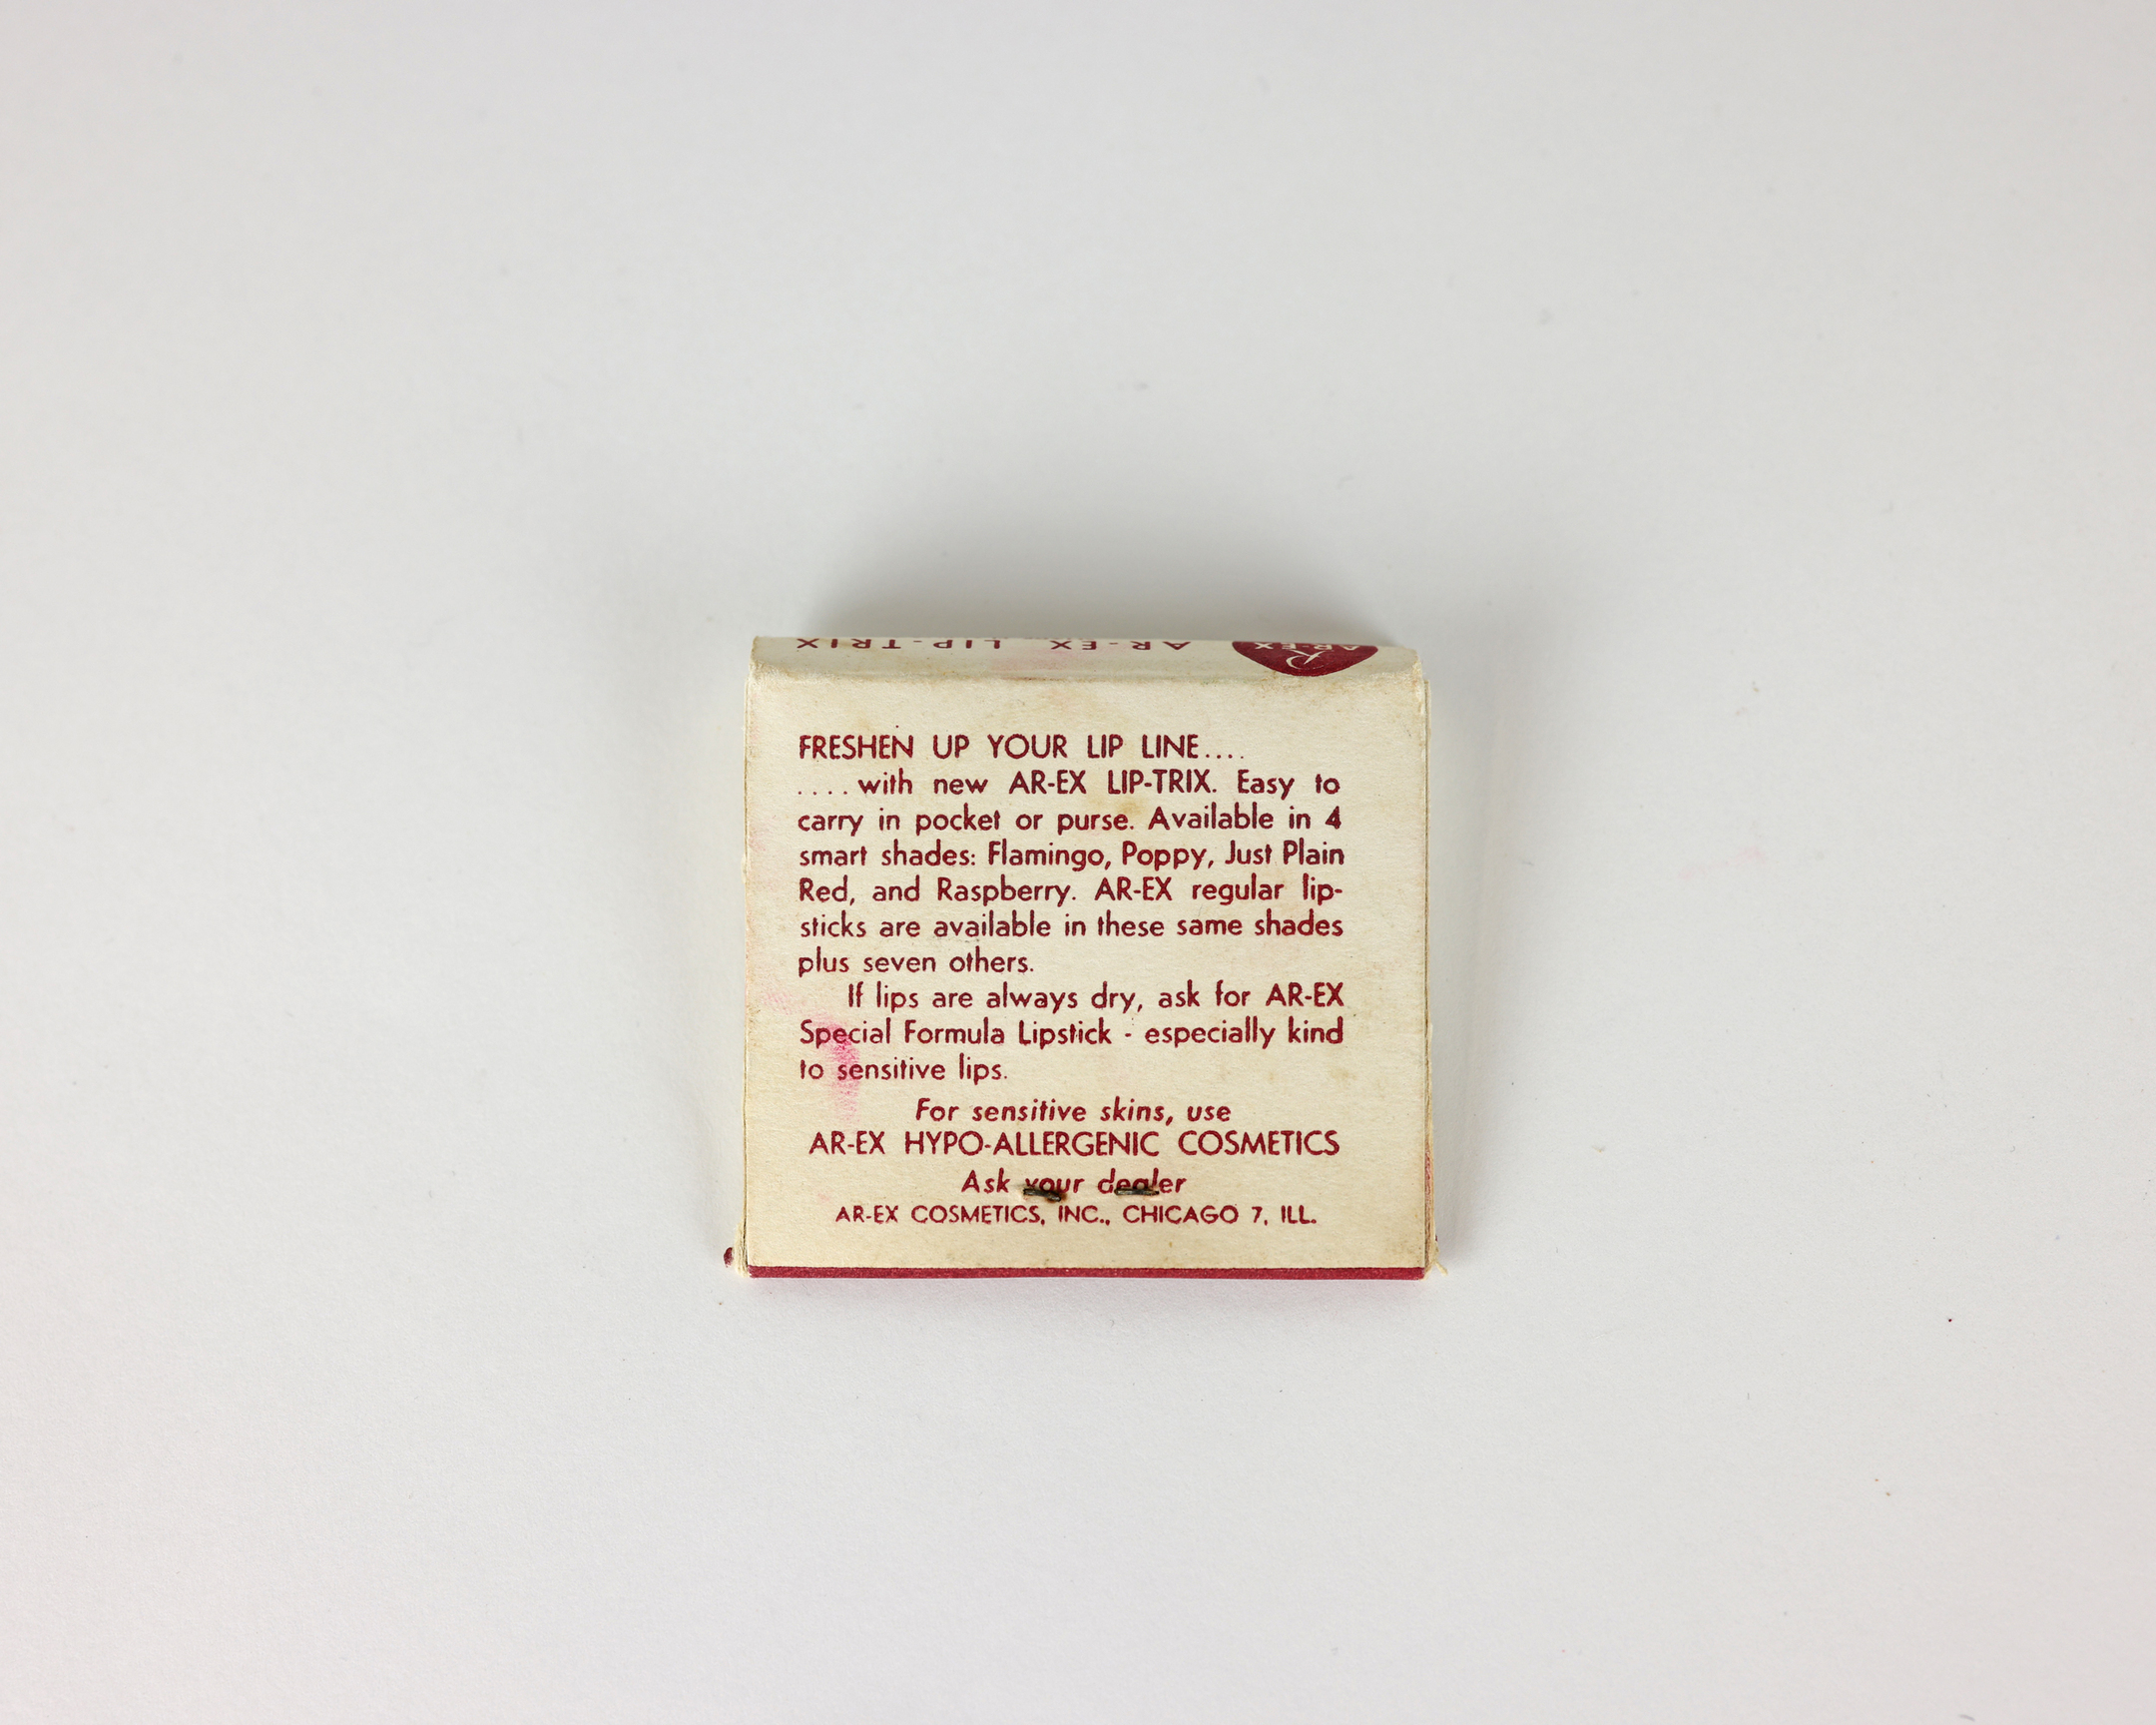 AR-EX LIP-TRIX
AR-EX
FRESHEN UP YOUR LIP LINE....
....with new AR-EX LIP-TRIX. Easy to
carry in pocket or purse. Available in 4
smart shades: Flamingo, Poppy, Just Plain
Red, and Raspberry. AR-EX regular lip-
sticks are available in these same shades
plus seven others.
If lips are always dry, ask for AR-EX
Special Formula Lipstick - especially kind
to sensitive lips.
For sensitive skins, use
AR-EX HYPO-ALLERGENIC COSMETICS
Ask your dealer
AR-EX COSMETICS, INC., CHICAGO 7, ILL.